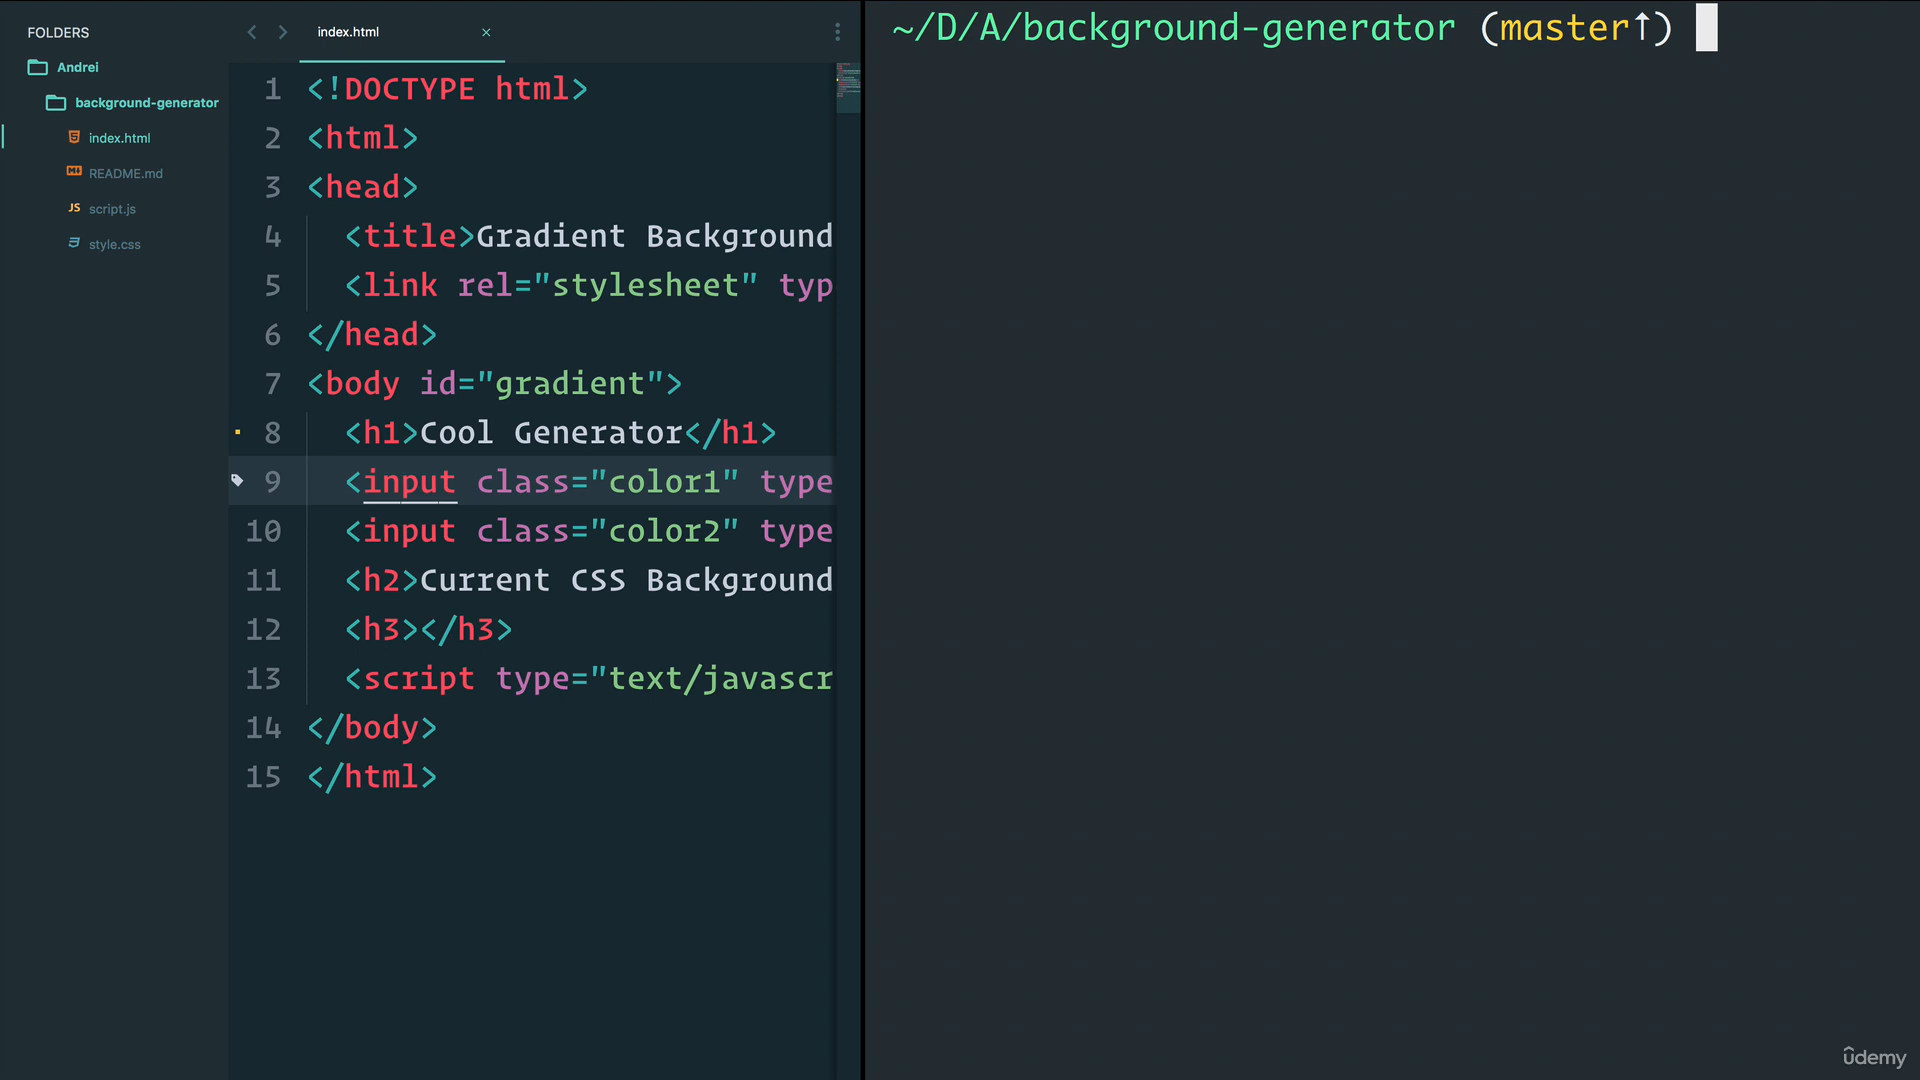 FOLDERS
Andrei
background-generator
index.html
README.md
JS script.js
style.css
index.html
1 <!DOCTYPE html>
2 <html>
3 <head>
4 <title>Gradient Background
5 <link rel="stylesheet" typ
6 </head>
7 <body id="gradient">
8 <h1>Cool Generator</h1>
9 <input class="color1" type
10 <input class="color2" type
11 <h2>Current CSS Background
12 <h3></h3>
13 <script type="text/javascr
14 </body>
15 </html>
~/D/A/background-generator (master↑)
ûdemy